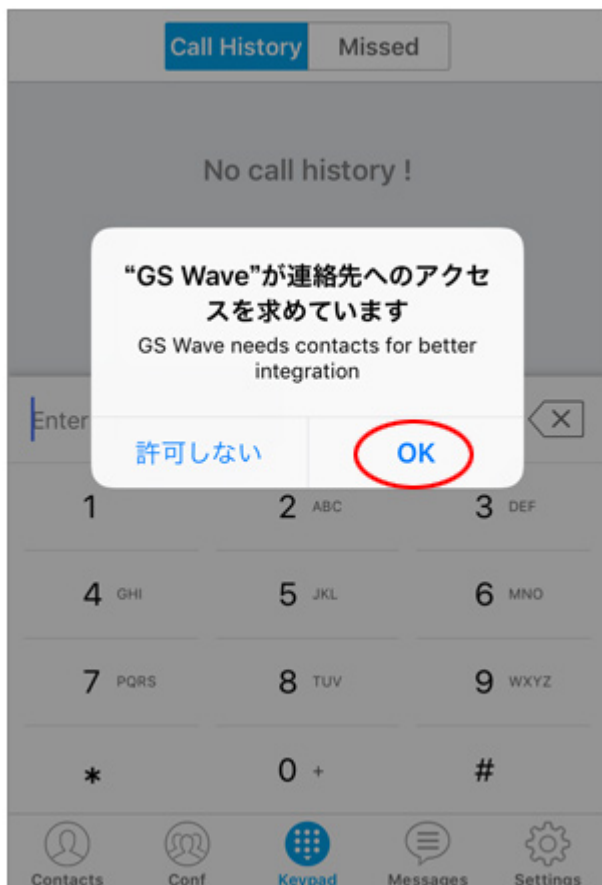 Call History Missed
No call history !
“GS Wave”が連絡先へのアクセ
スを求めています
GS Wave needs contacts for better
integration
Enter
許可しない OK
1 2 ABC 3 DEF
4 GHI 5 JKL 6 MNO
7 PQRS 8 TUV 9 WXYZ
* 0 + #
Contacts Conf Keypad Messages Settings